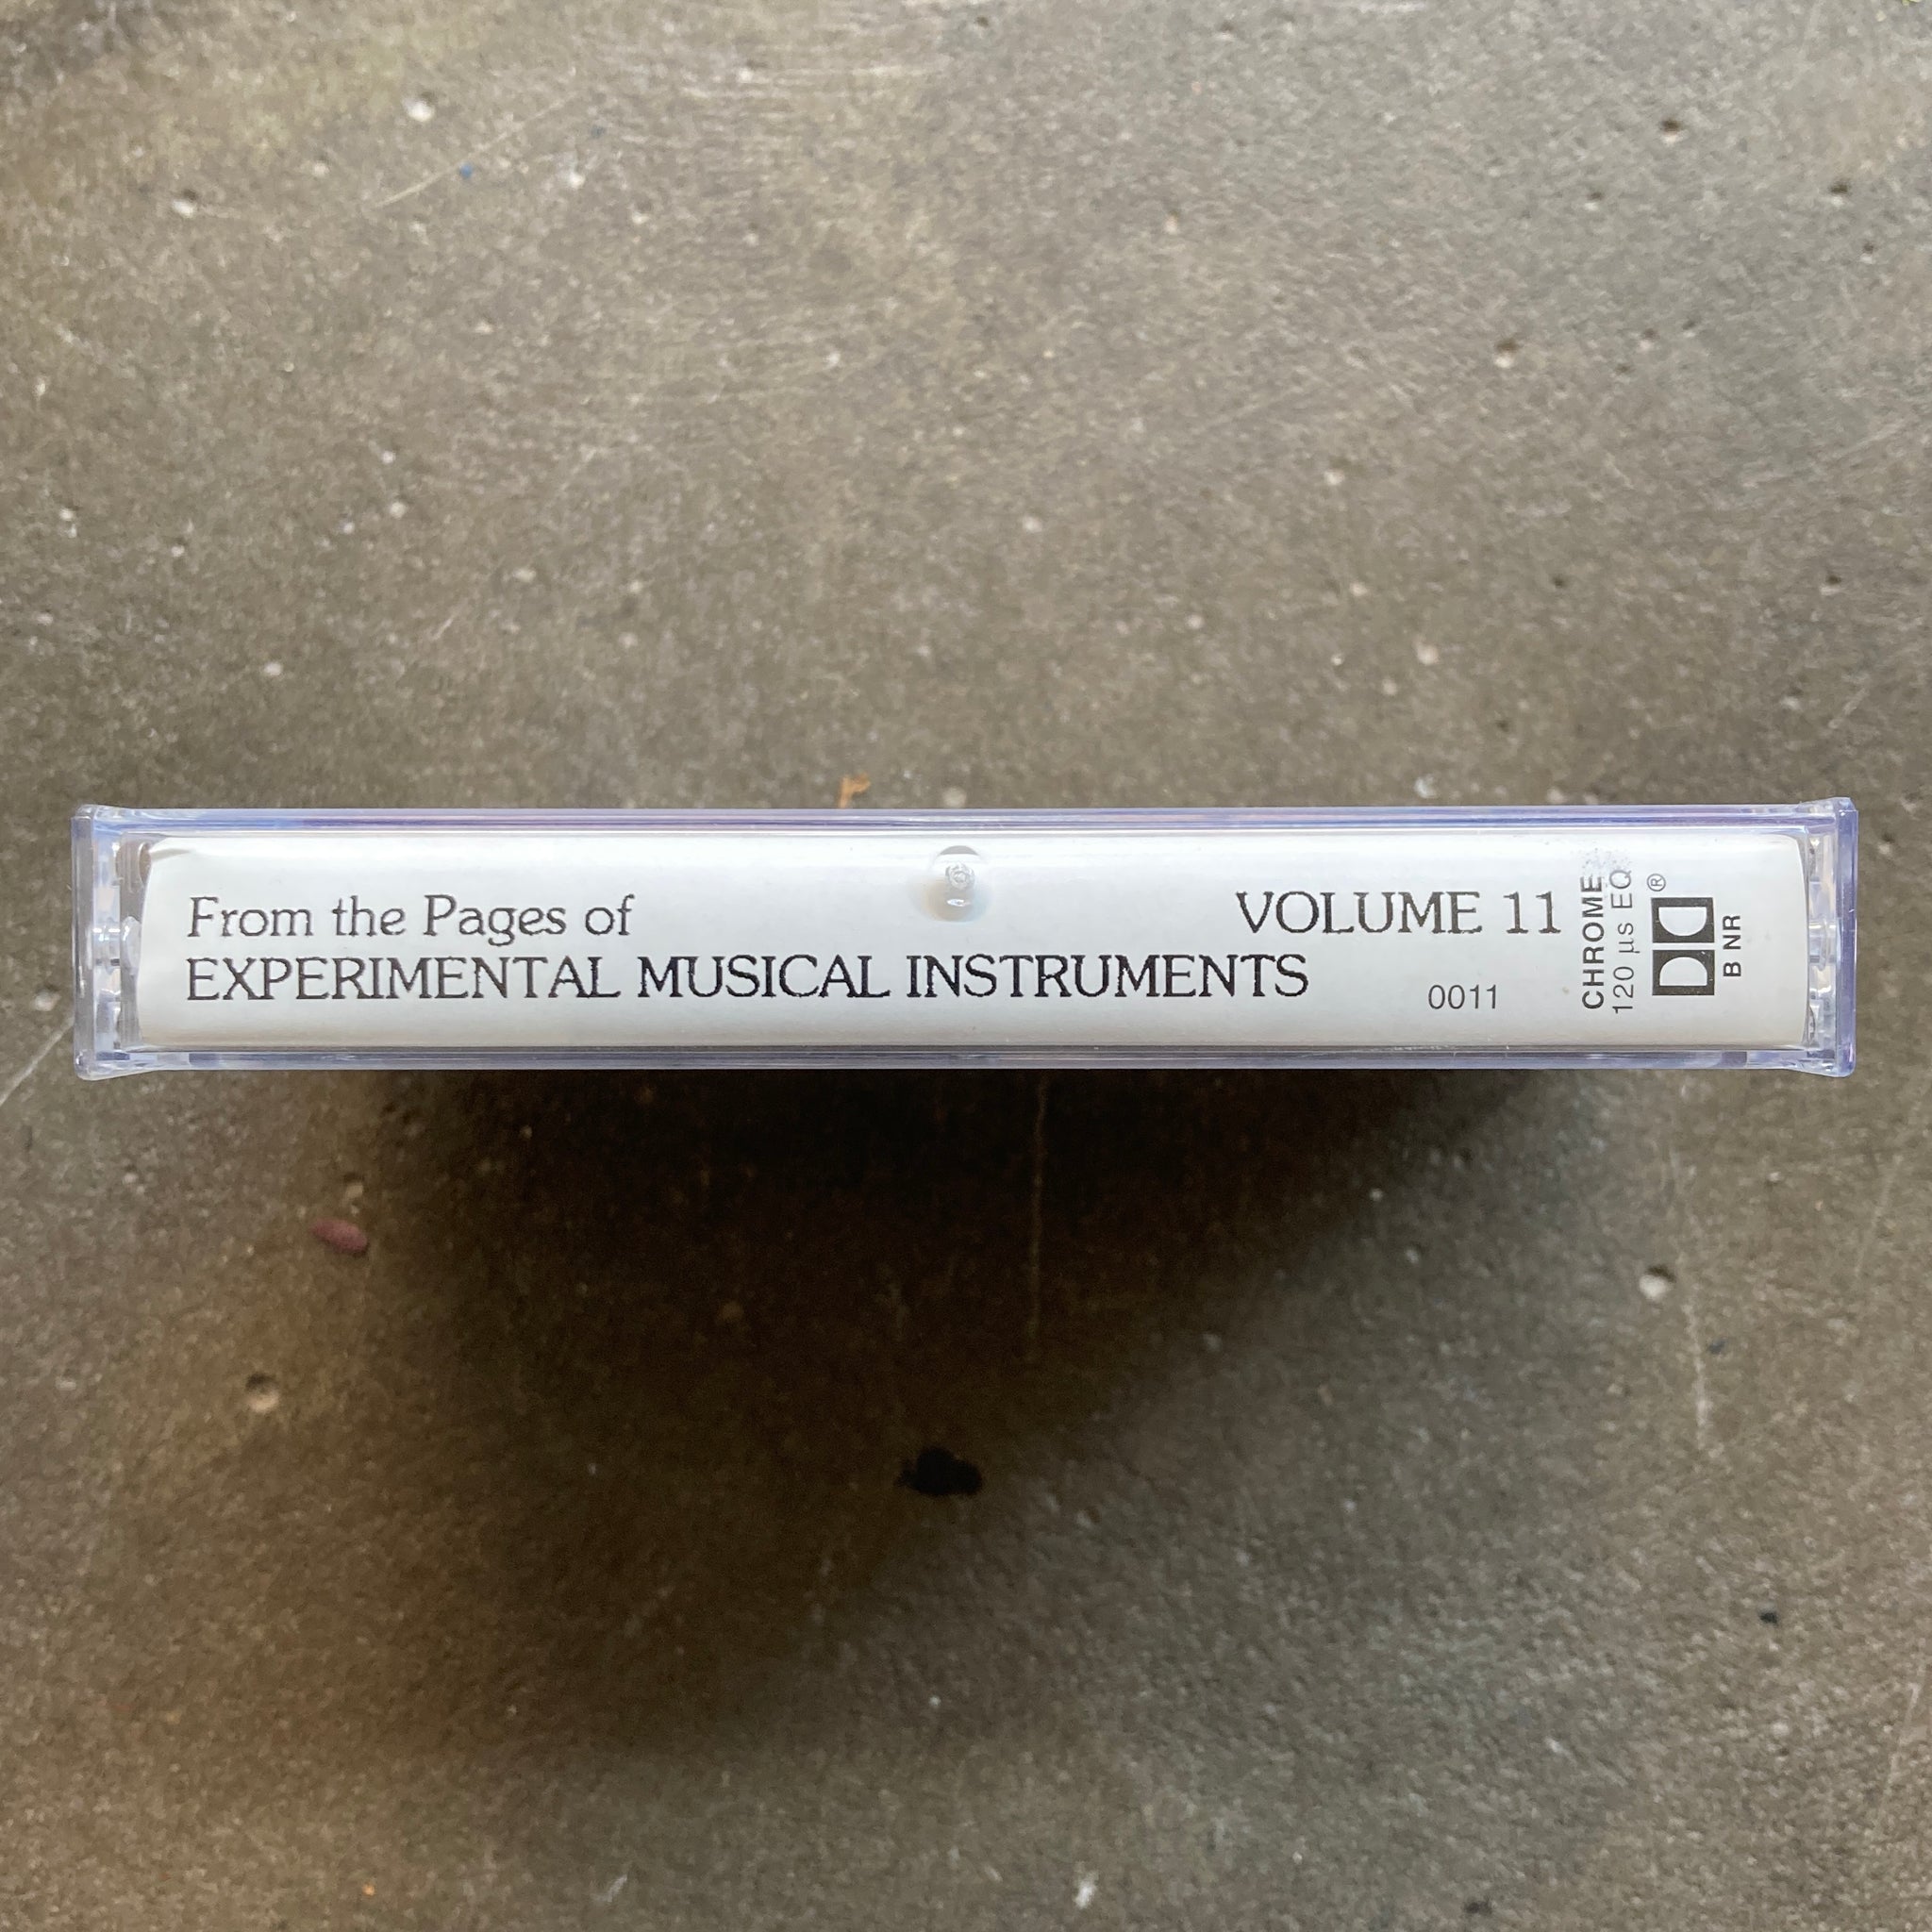 From the Pages of
EXPERIMENTAL MUSICAL INSTRUMENTS
VOLUME 11
0011
CHROME
120 µs EQ
®
B NR